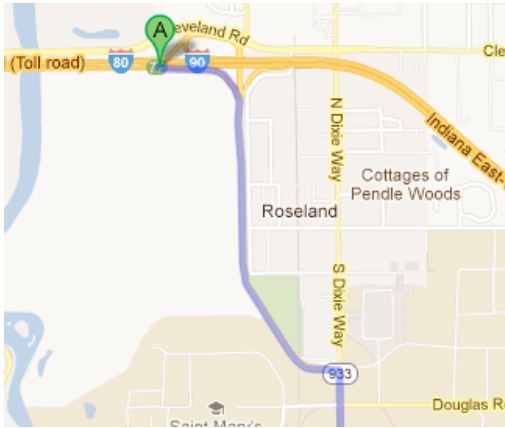 Cleveland Rd
A
Cle
l (Toll road)
80
77
90
Indiana East-
N Dixie Way
Cottages of
Pendle Woods
Roseland
S Dixie Way
933
Douglas R
Saint Mary's